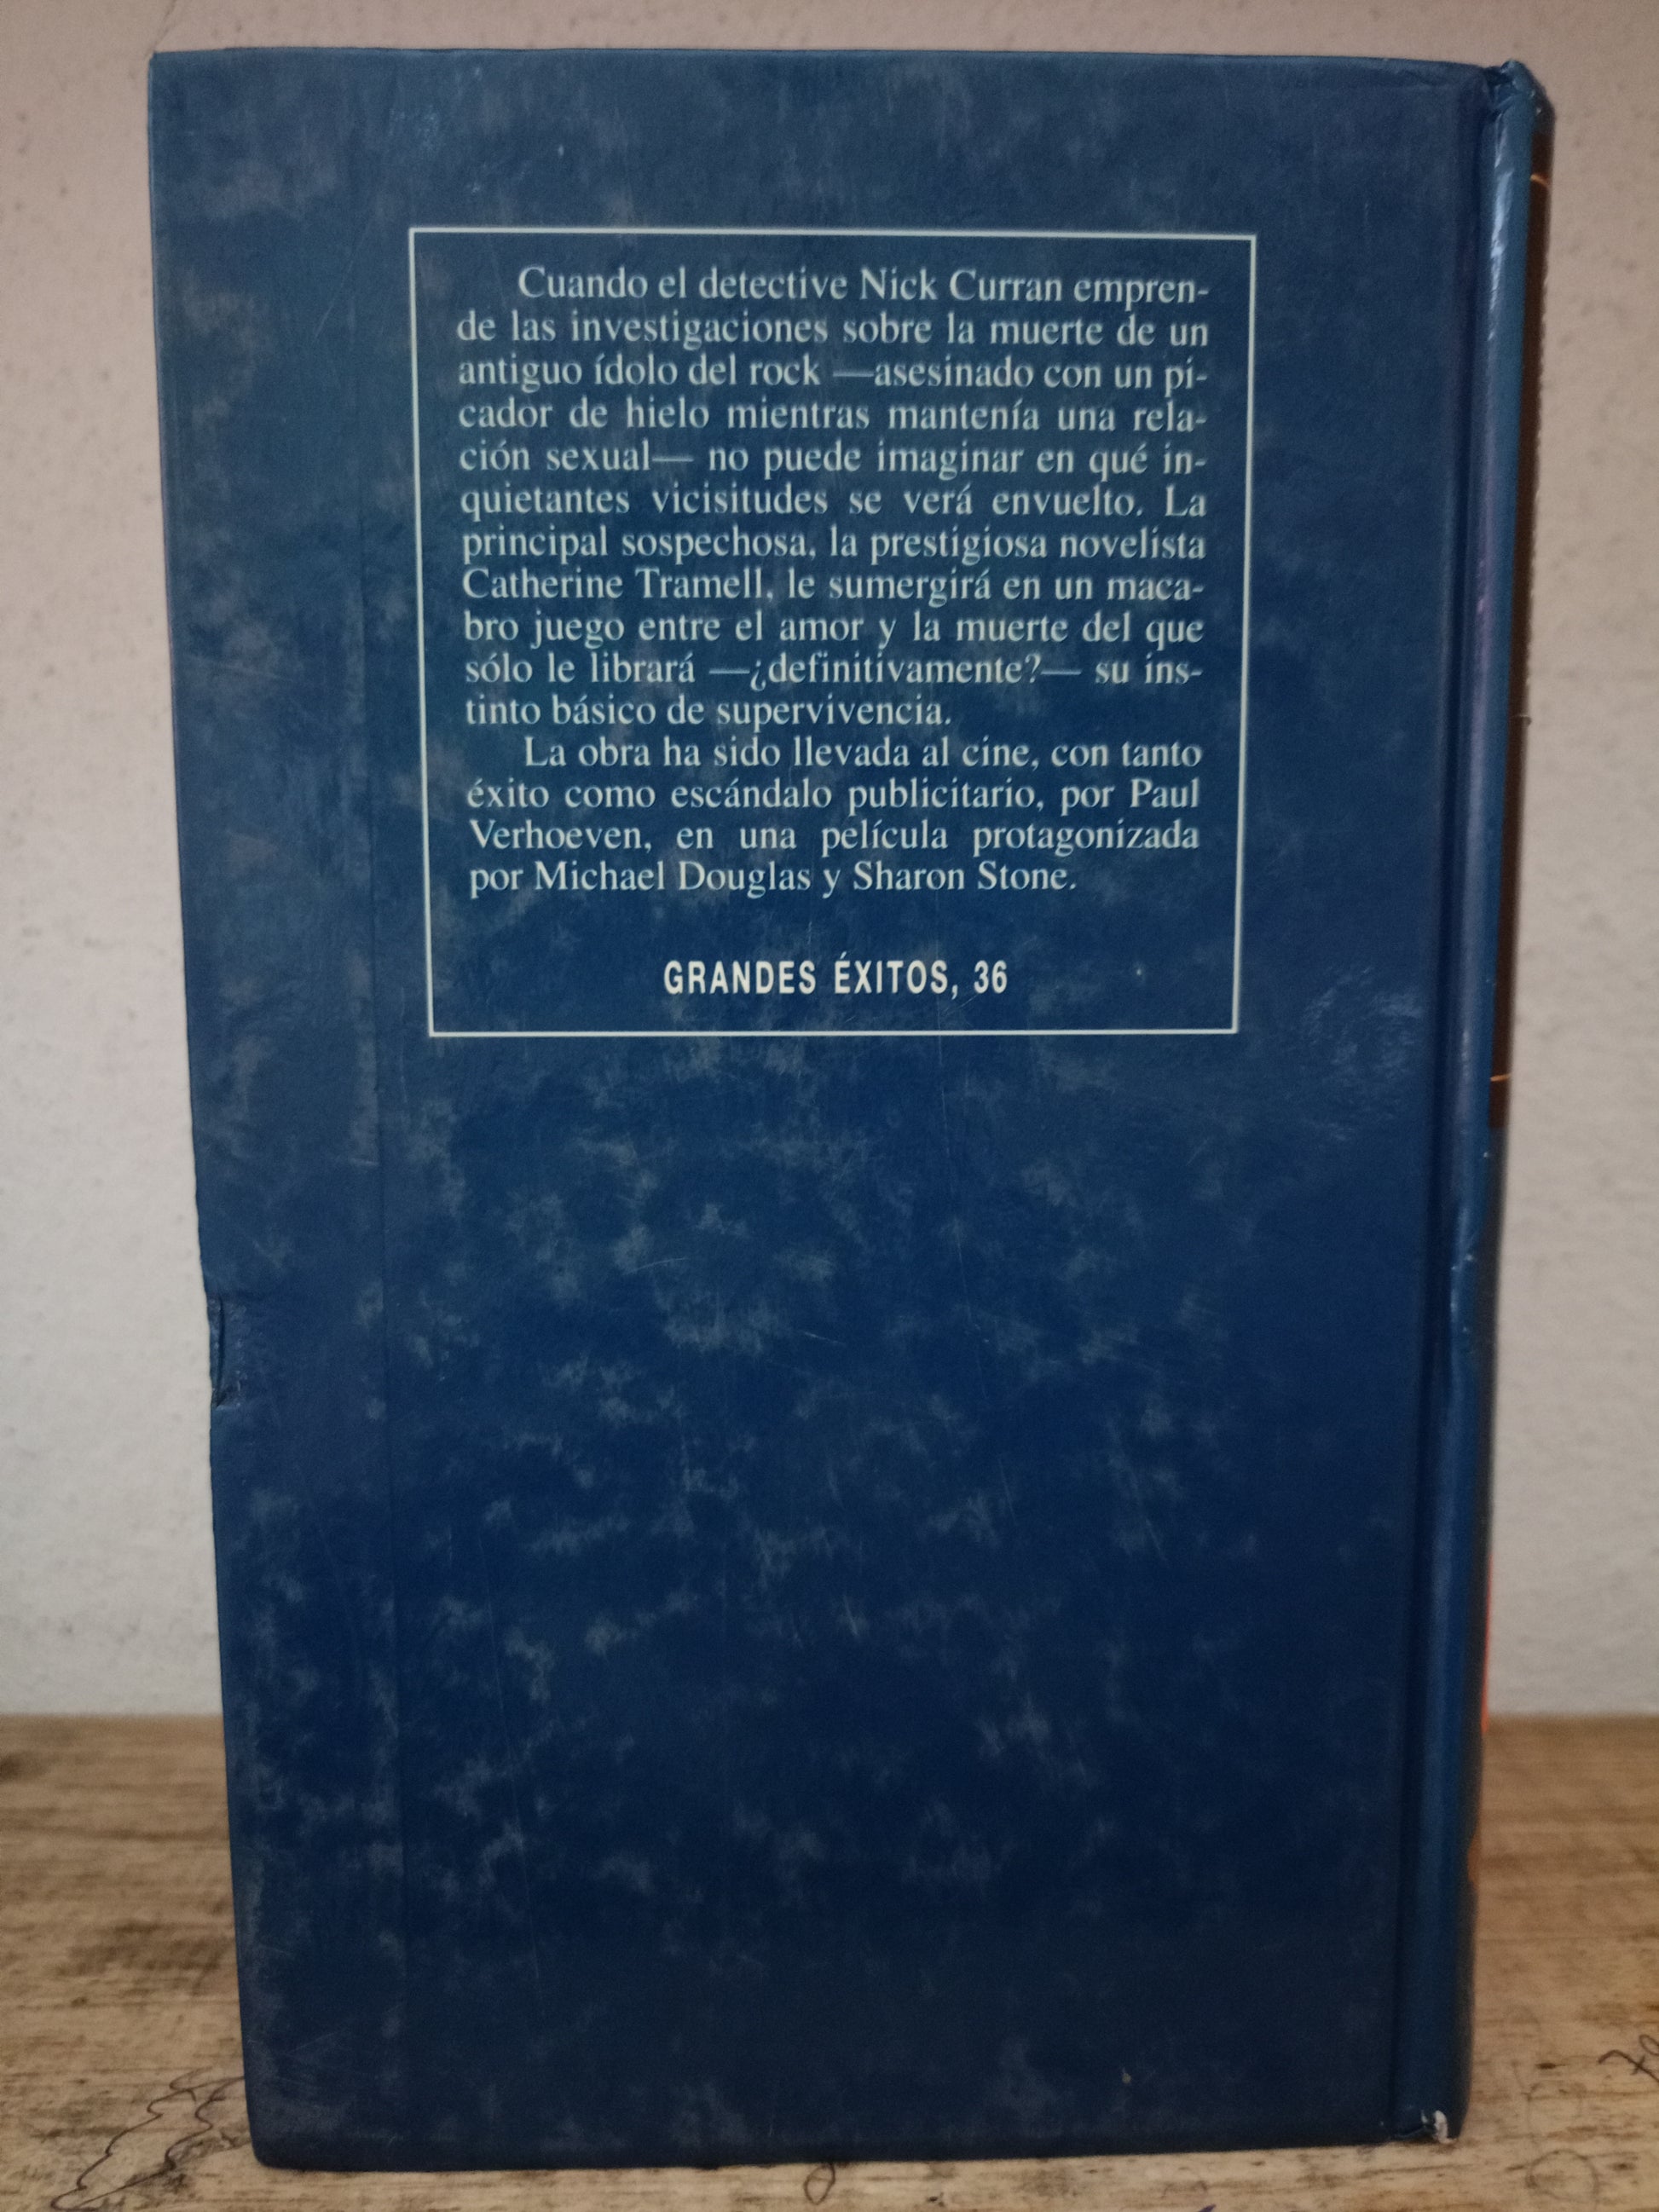 Cuando el detective Nick Curran empren-
de las investigaciones sobre la muerte de un
antiguo ídolo del rock —asesinado con un pi-
cador de hielo mientras mantenía una rela-
ción sexual— no puede imaginar en qué in-
quietantes vicisitudes se verá envuelto. La
principal sospechosa, la prestigiosa novelista
Catherine Tramell, le sumergirá en un maca-
bro juego entre el amor y la muerte del que
sólo le librará —¿definitivamente?— su ins-
tinto básico de supervivencia.
La obra ha sido llevada al cine, con tanto
éxito como escándalo publicitario, por Paul
Verhoeven, en una película protagonizada
por Michael Douglas y Sharon Stone.
GRANDES ÉXITOS, 36